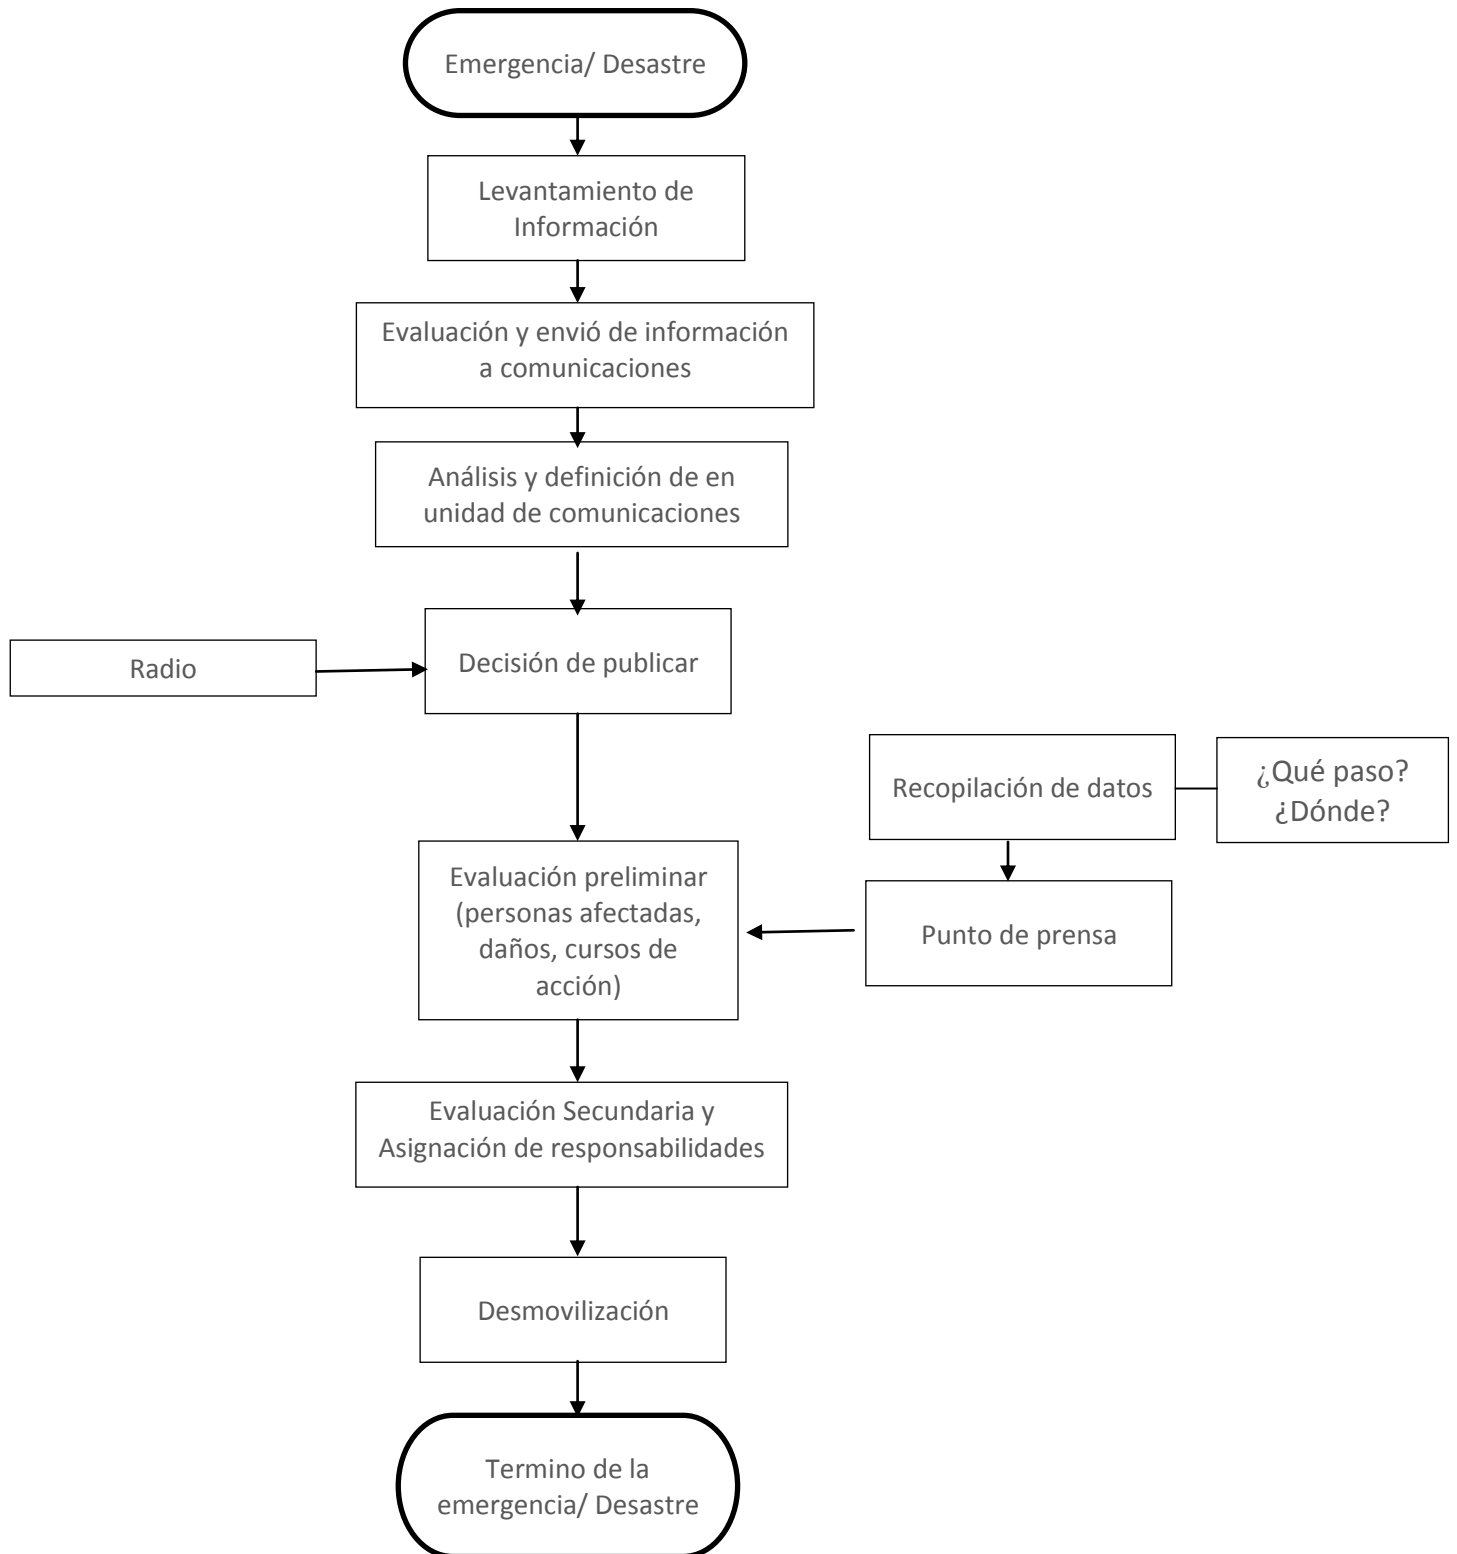 Emergencia/ Desastre
Levantamiento de
Información
Evaluación y envió de información
a comunicaciones
Análisis y definición de en
unidad de comunicaciones
Radio
Decisión de publicar
Recopilación de datos
¿Qué paso?
¿Dónde?
Evaluación preliminar
(personas afectadas,
daños, cursos de
acción)
Punto de prensa
Evaluación Secundaria y
Asignación de responsabilidades
Desmovilización
Termino de la
emergencia/ Desastre